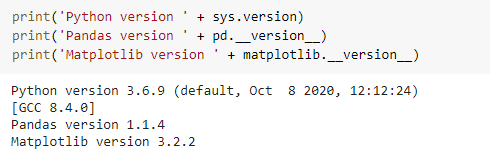 print('Python version ' + sys.version)
print('Pandas version ' + pd.__version__)
print('Matplotlib version ' + matplotlib.__version__)
Python version 3.6.9 (default, Oct  8 2020, 12:12:24)
[GCC 8.4.0]
Pandas version 1.1.4
Matplotlib version 3.2.2